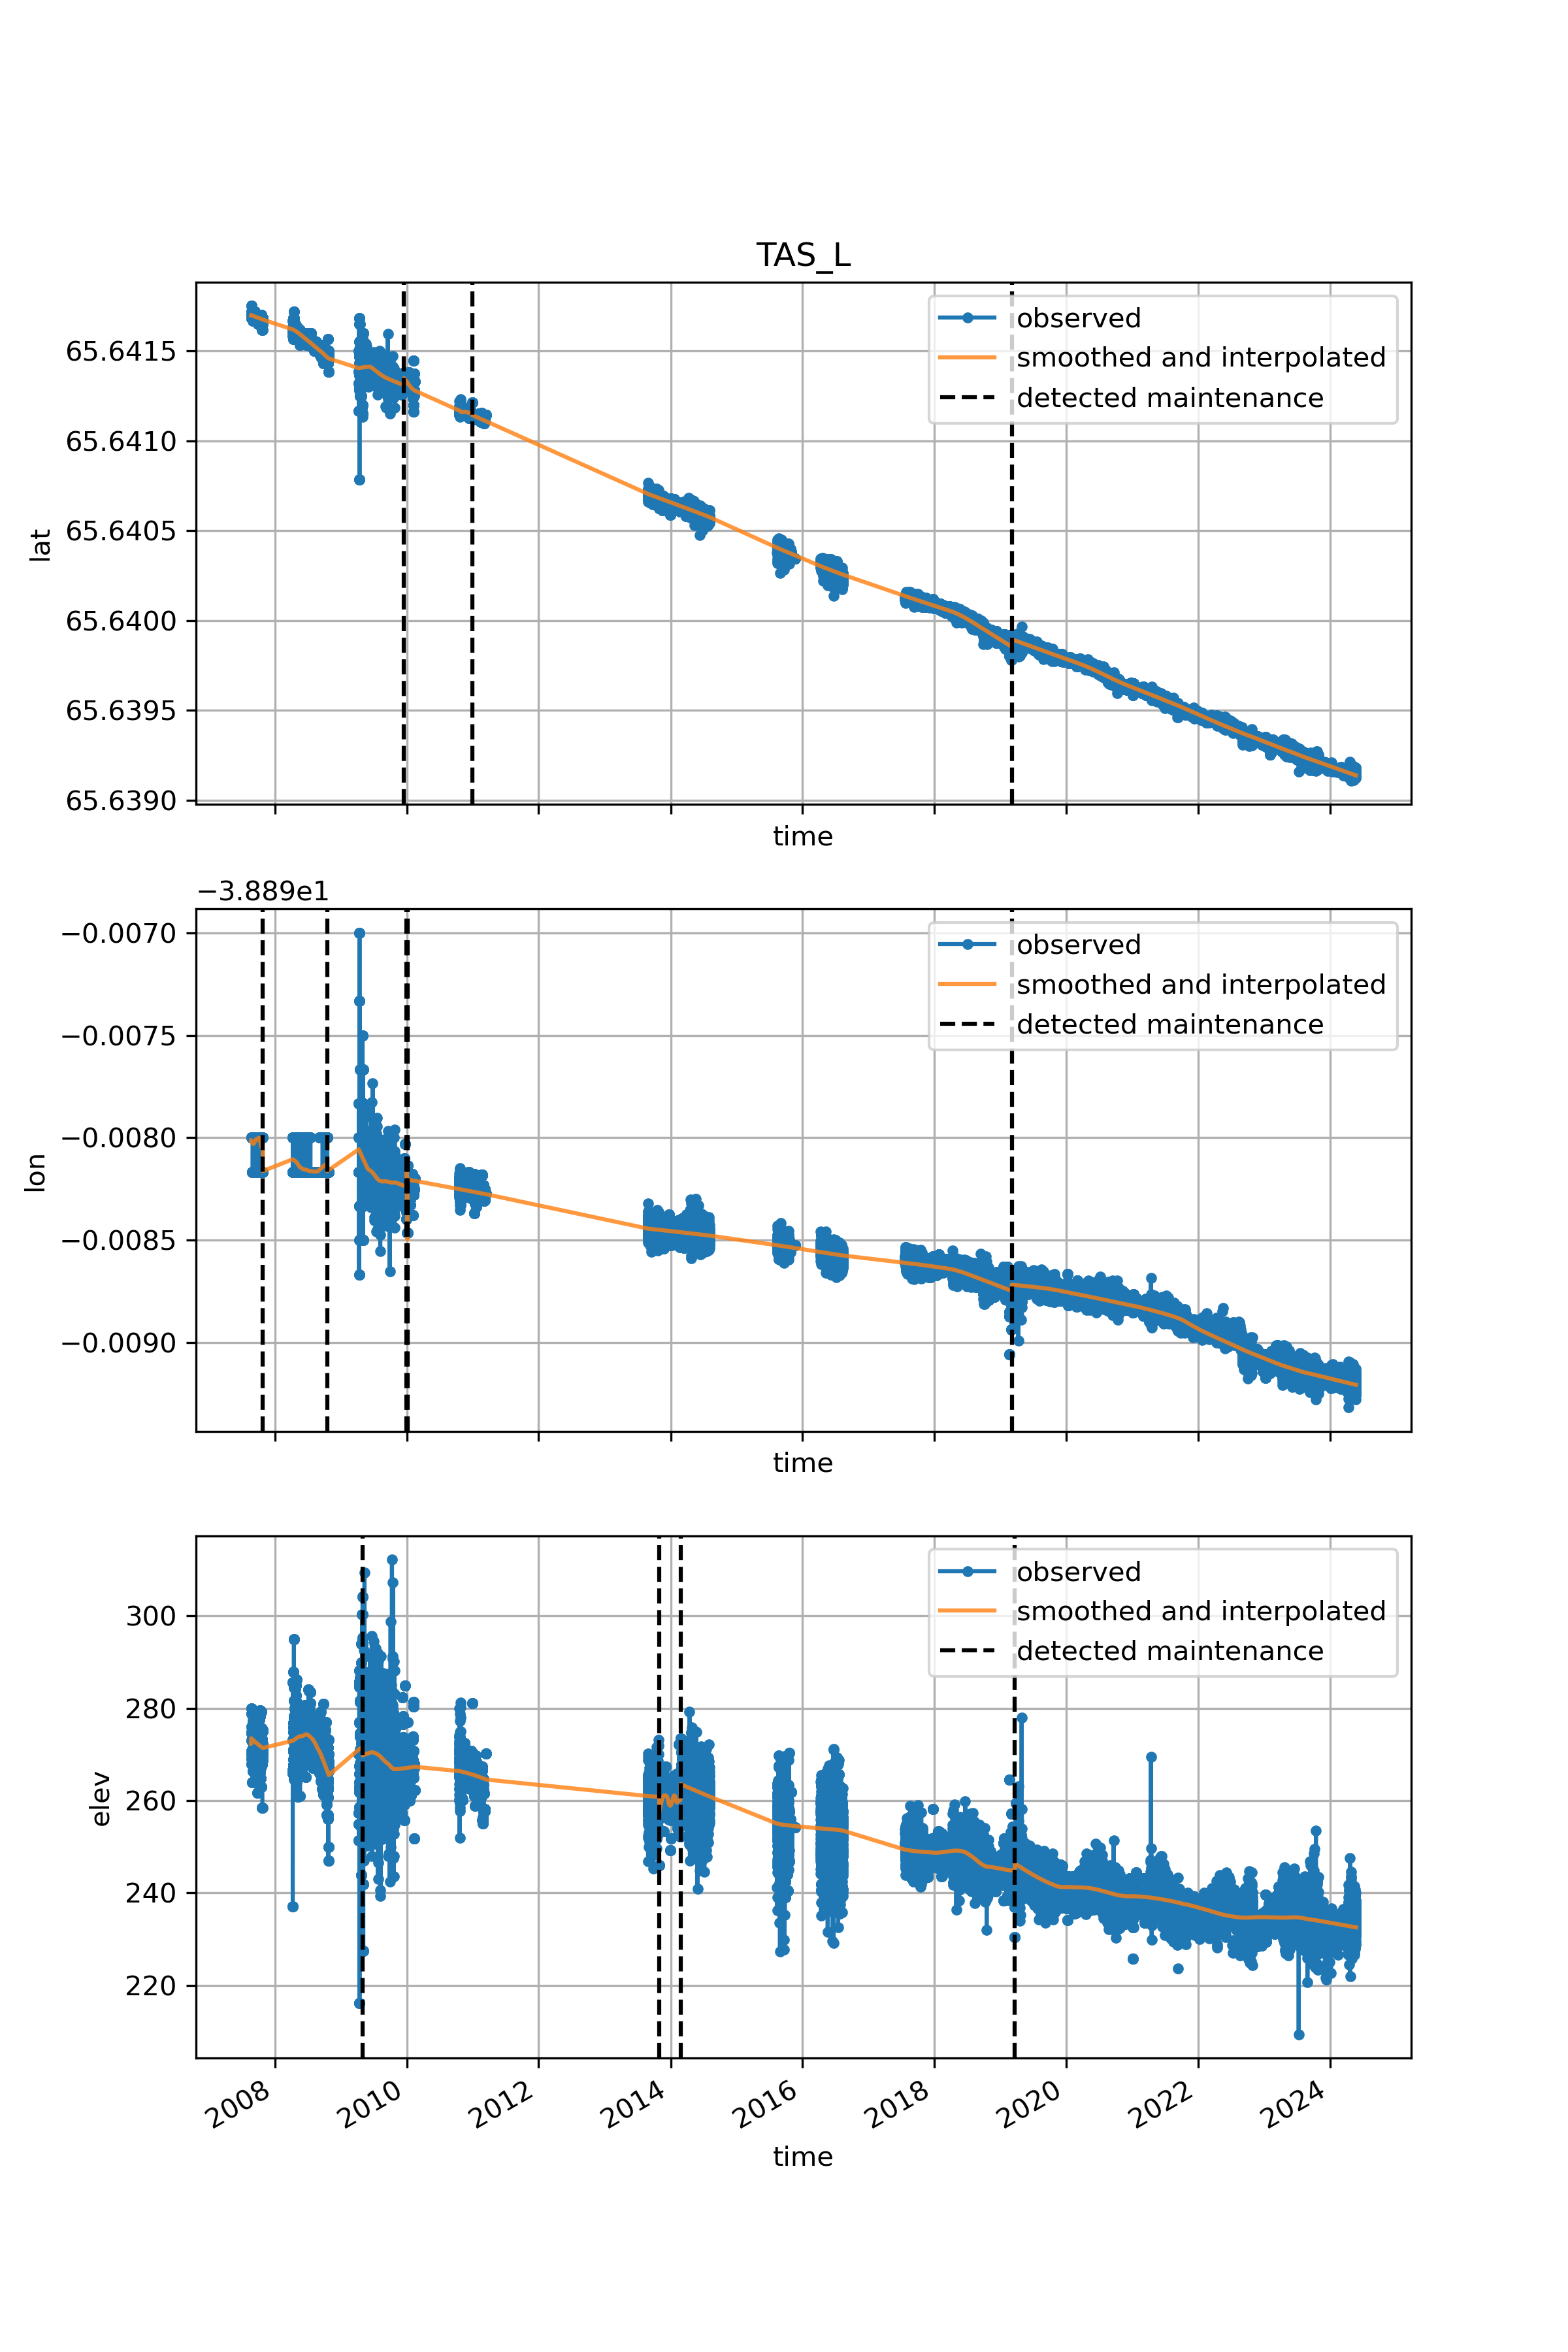 TAS_L
65.6415
65.6410
65.6405
65.6400
65.6395
65.6390
lat
observed
smoothed and interpolated
detected maintenance
time
−3.889e1
−0.0070
−0.0075
−0.0080
−0.0085
−0.0090
lon
observed
smoothed and interpolated
detected maintenance
time
300
280
260
240
220
elev
observed
smoothed and interpolated
detected maintenance
2008 2010 2012 2014 2016 2018 2020 2022 2024
time